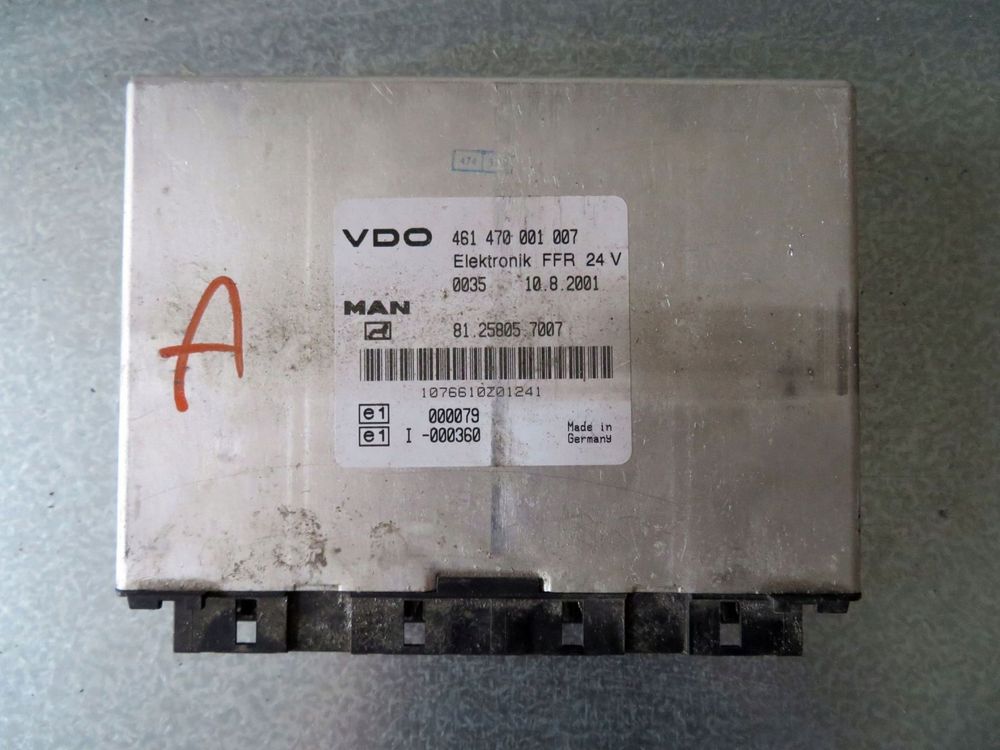 474
VDO 461 470 001 007
Elektronik FFR 24 V
0035 10.8.2001
MAN
81.25805.7007
1076610Z01241
e1 000079
e1 I -000360
Made in
Germany
A